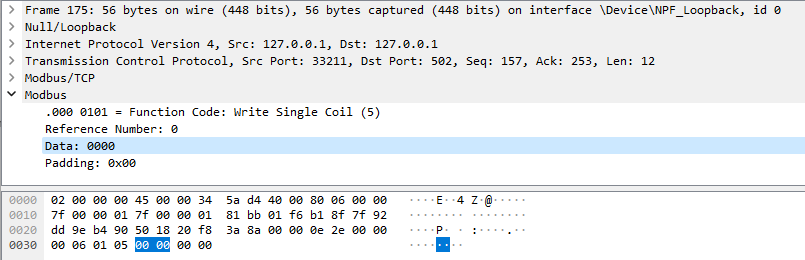 Frame 175: 56 bytes on wire (448 bits), 56 bytes captured (448 bits) on interface \Device\NPF_Loopback, id 0
Null/Loopback
Internet Protocol Version 4, Src: 127.0.0.1, Dst: 127.0.0.1
Transmission Control Protocol, Src Port: 33211, Dst Port: 502, Seq: 157, Ack: 253, Len: 12
Modbus/TCP
Modbus
.000 0101 = Function Code: Write Single Coil (5)
Reference Number: 0
Data: 0000
Padding: 0x00
0000 02 00 00 00 45 00 00 34 5a d4 40 00 80 06 00 00 ····E··4 Z·@·····
0010 7f 00 00 01 7f 00 00 01 81 bb 01 f6 b1 8f 7f 92 ········ ········
0020 dd 9e b4 90 50 18 20 f8 3a 8a 00 00 0e 2e 00 00 ····P· · :····.··
0030 00 06 01 05 00 00 00 00 ········